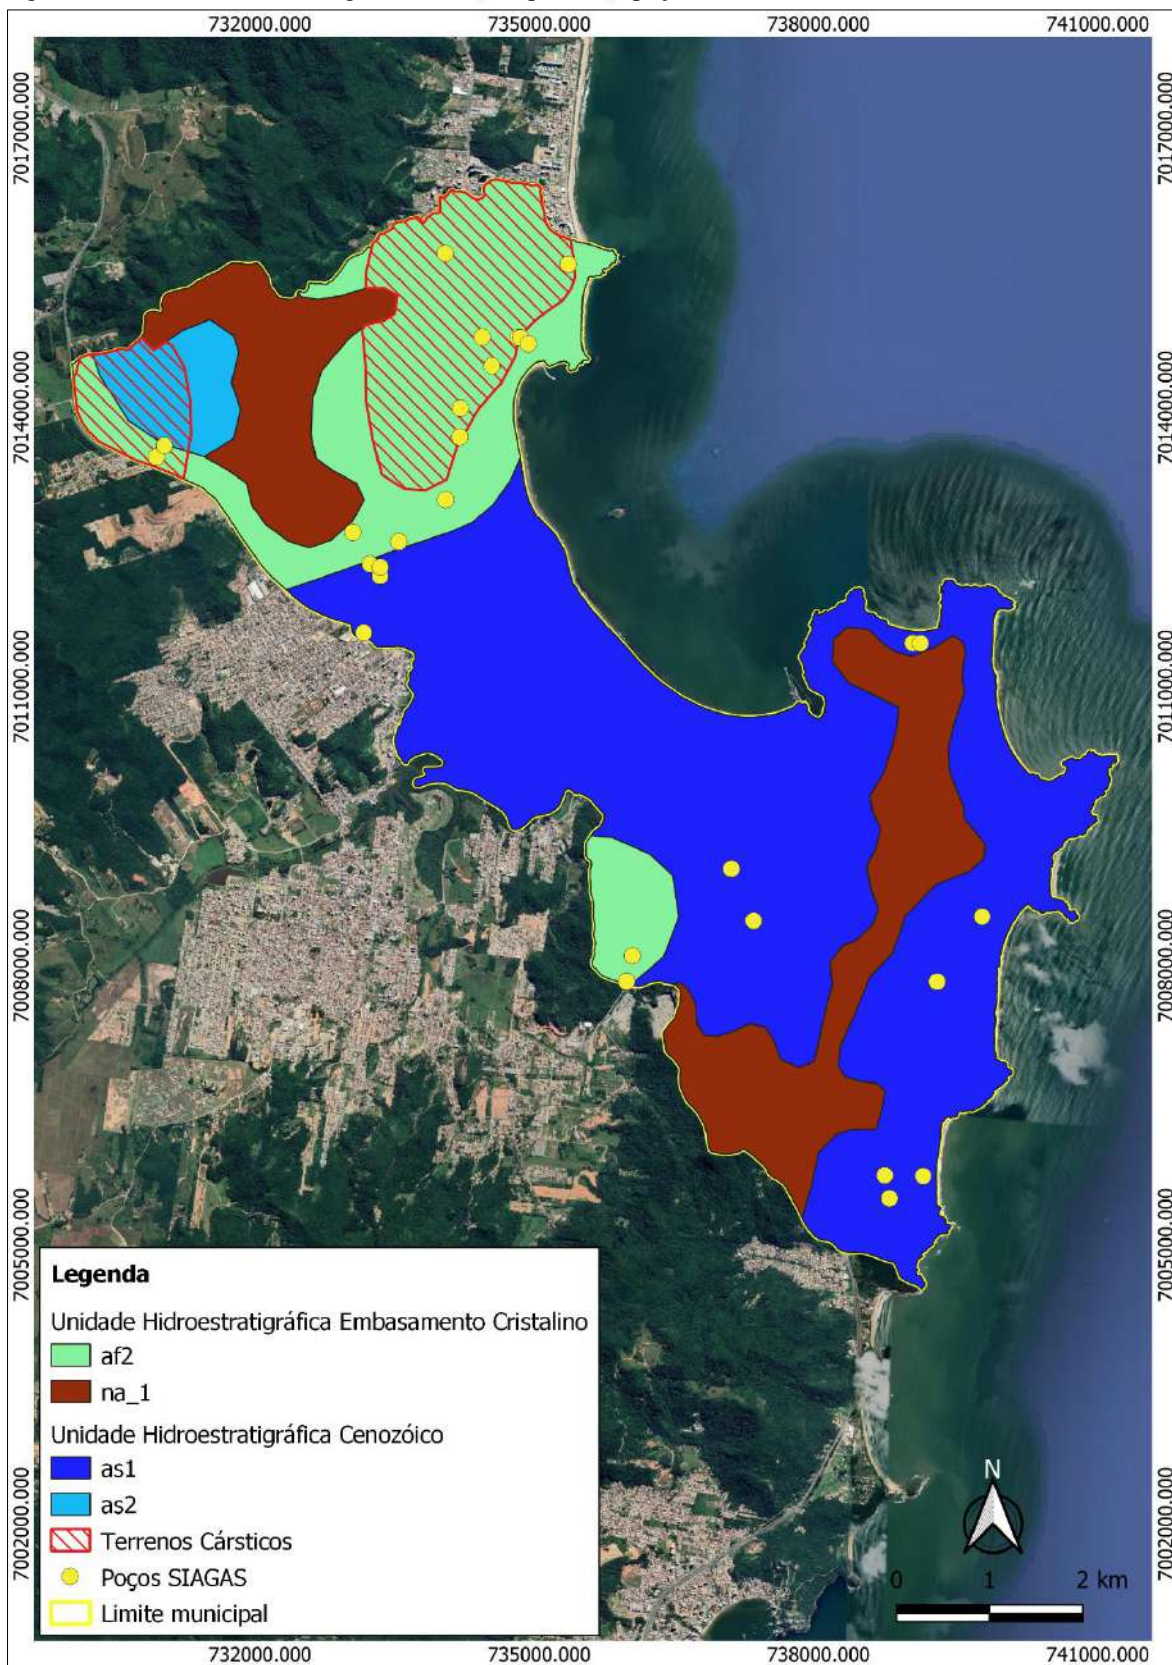 732000.000 735000.000 738000.000 741000.000
7017000.000 7017000.000
7014000.000 7014000.000
7011000.000 7011000.000
7008000.000 7008000.000
7005000.000 7005000.000
Legenda
Unidade Hidroestratigráfica Embasamento Cristalino
af2
na_1
Unidade Hidroestratigráfica Cenozóico
as1
as2
Terrenos Cársticos
Poços SIAGAS
Limite municipal
N
0 1 2 km
7002000.000 7002000.000
732000.000 735000.000 738000.000 741000.000